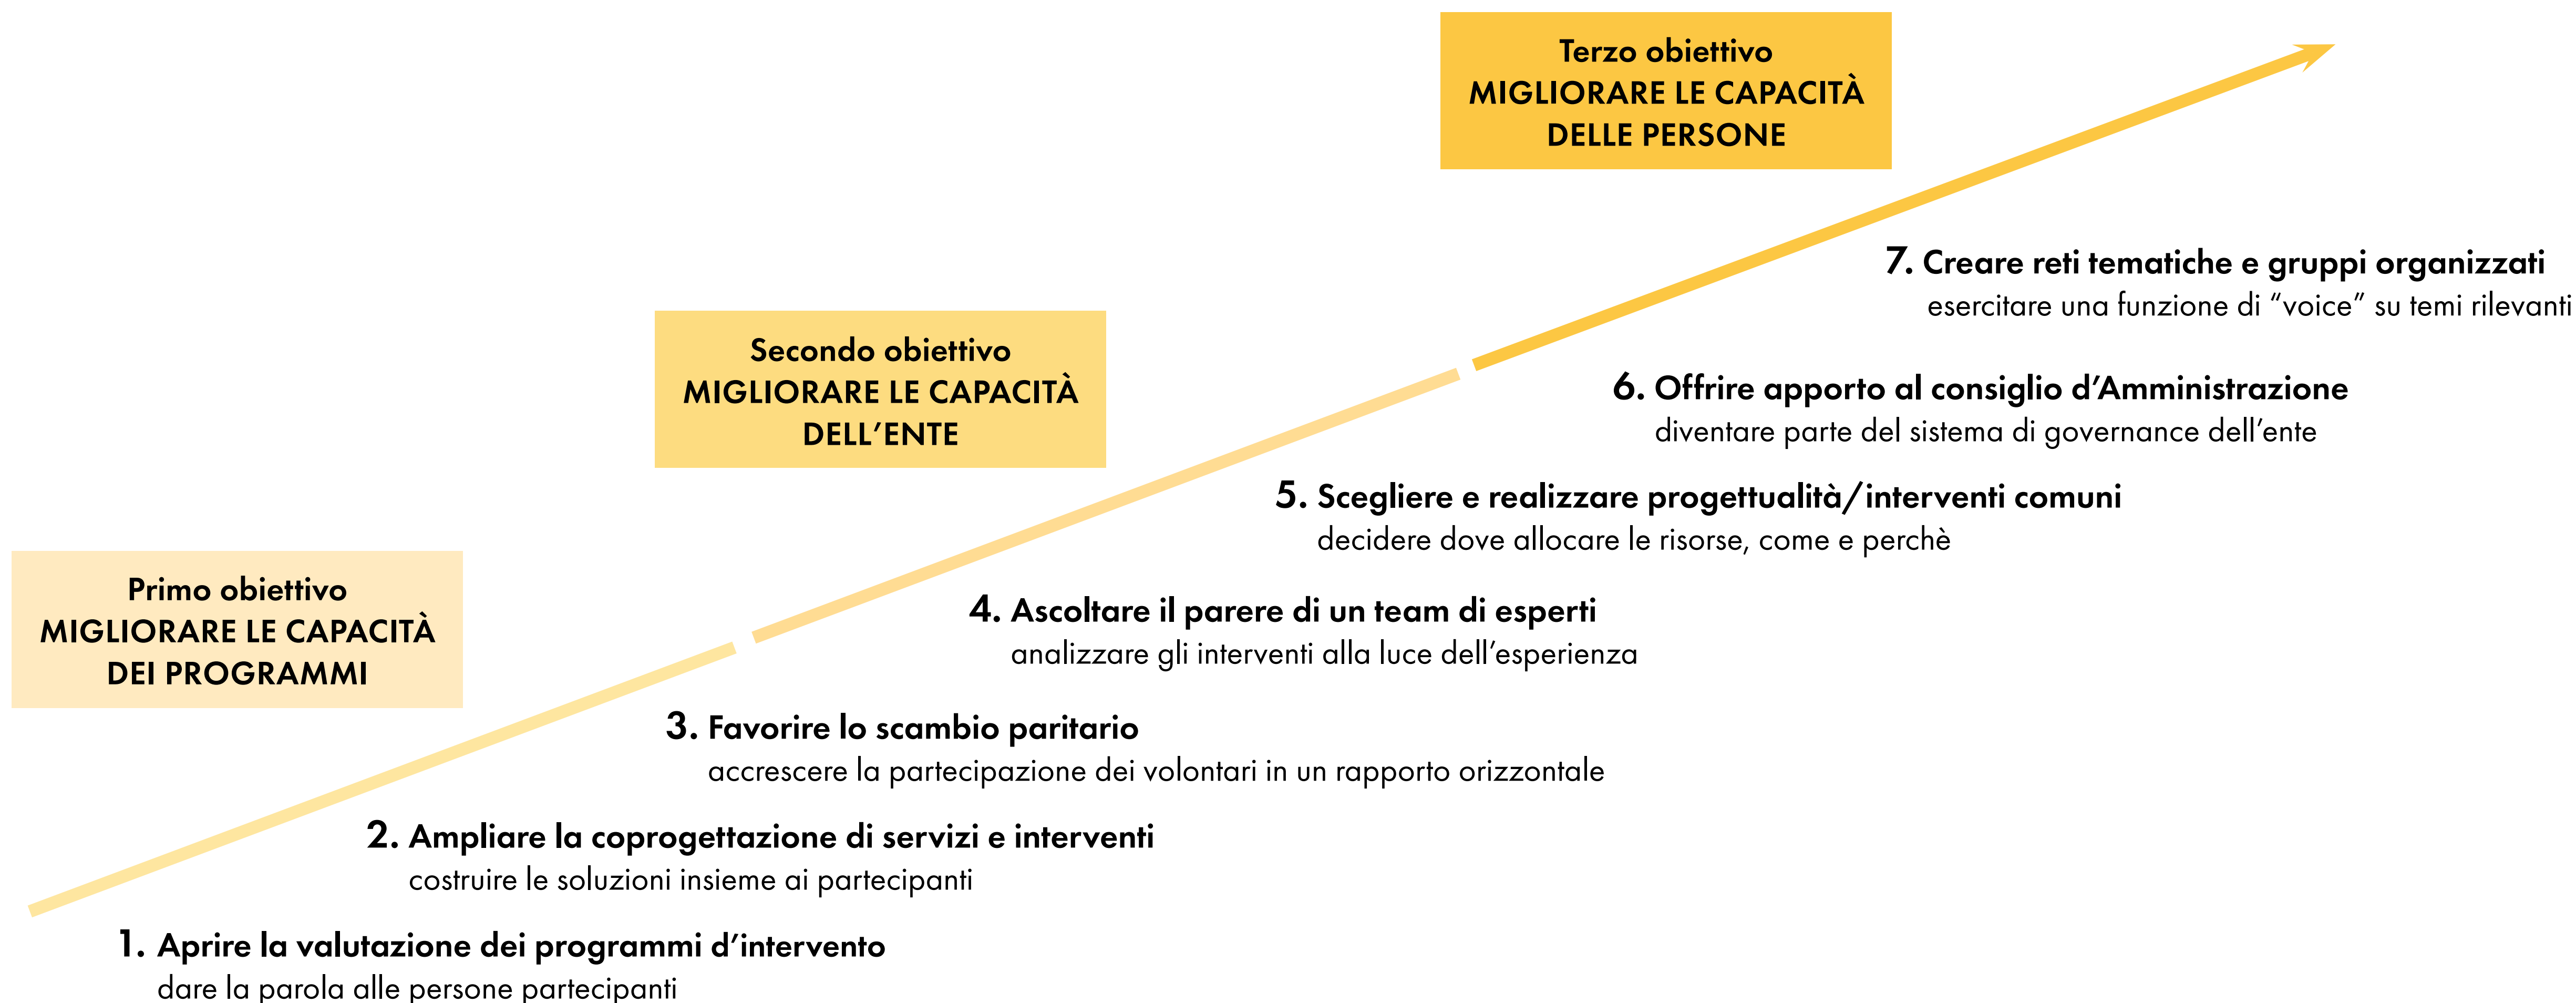 Terzo obiettivo
MIGLIORARE LE CAPACITÀ
DELLE PERSONE
7. Creare reti tematiche e gruppi organizzati
esercitare una funzione di “voice” su temi rilevanti
Secondo obiettivo
MIGLIORARE LE CAPACITÀ
DELL’ENTE
6. Offrire apporto al consiglio d’Amministrazione
diventare parte del sistema di governance dell’ente
5. Scegliere e realizzare progettualità/interventi comuni
decidere dove allocare le risorse, come e perchè
Primo obiettivo
MIGLIORARE LE CAPACITÀ
DEI PROGRAMMI
4. Ascoltare il parere di un team di esperti
analizzare gli interventi alla luce dell’esperienza
3. Favorire lo scambio paritario
accrescere la partecipazione dei volontari in un rapporto orizzontale
2. Ampliare la coprogettazione di servizi e interventi
costruire le soluzioni insieme ai partecipanti
1. Aprire la valutazione dei programmi d’intervento
dare la parola alle persone partecipanti